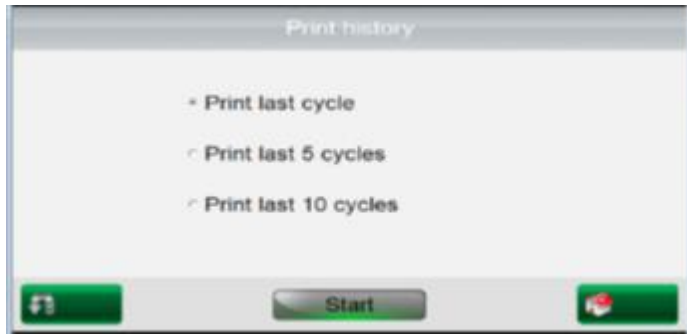 Print history
Print last cycle
Print last 5 cycles
Print last 10 cycles
Start